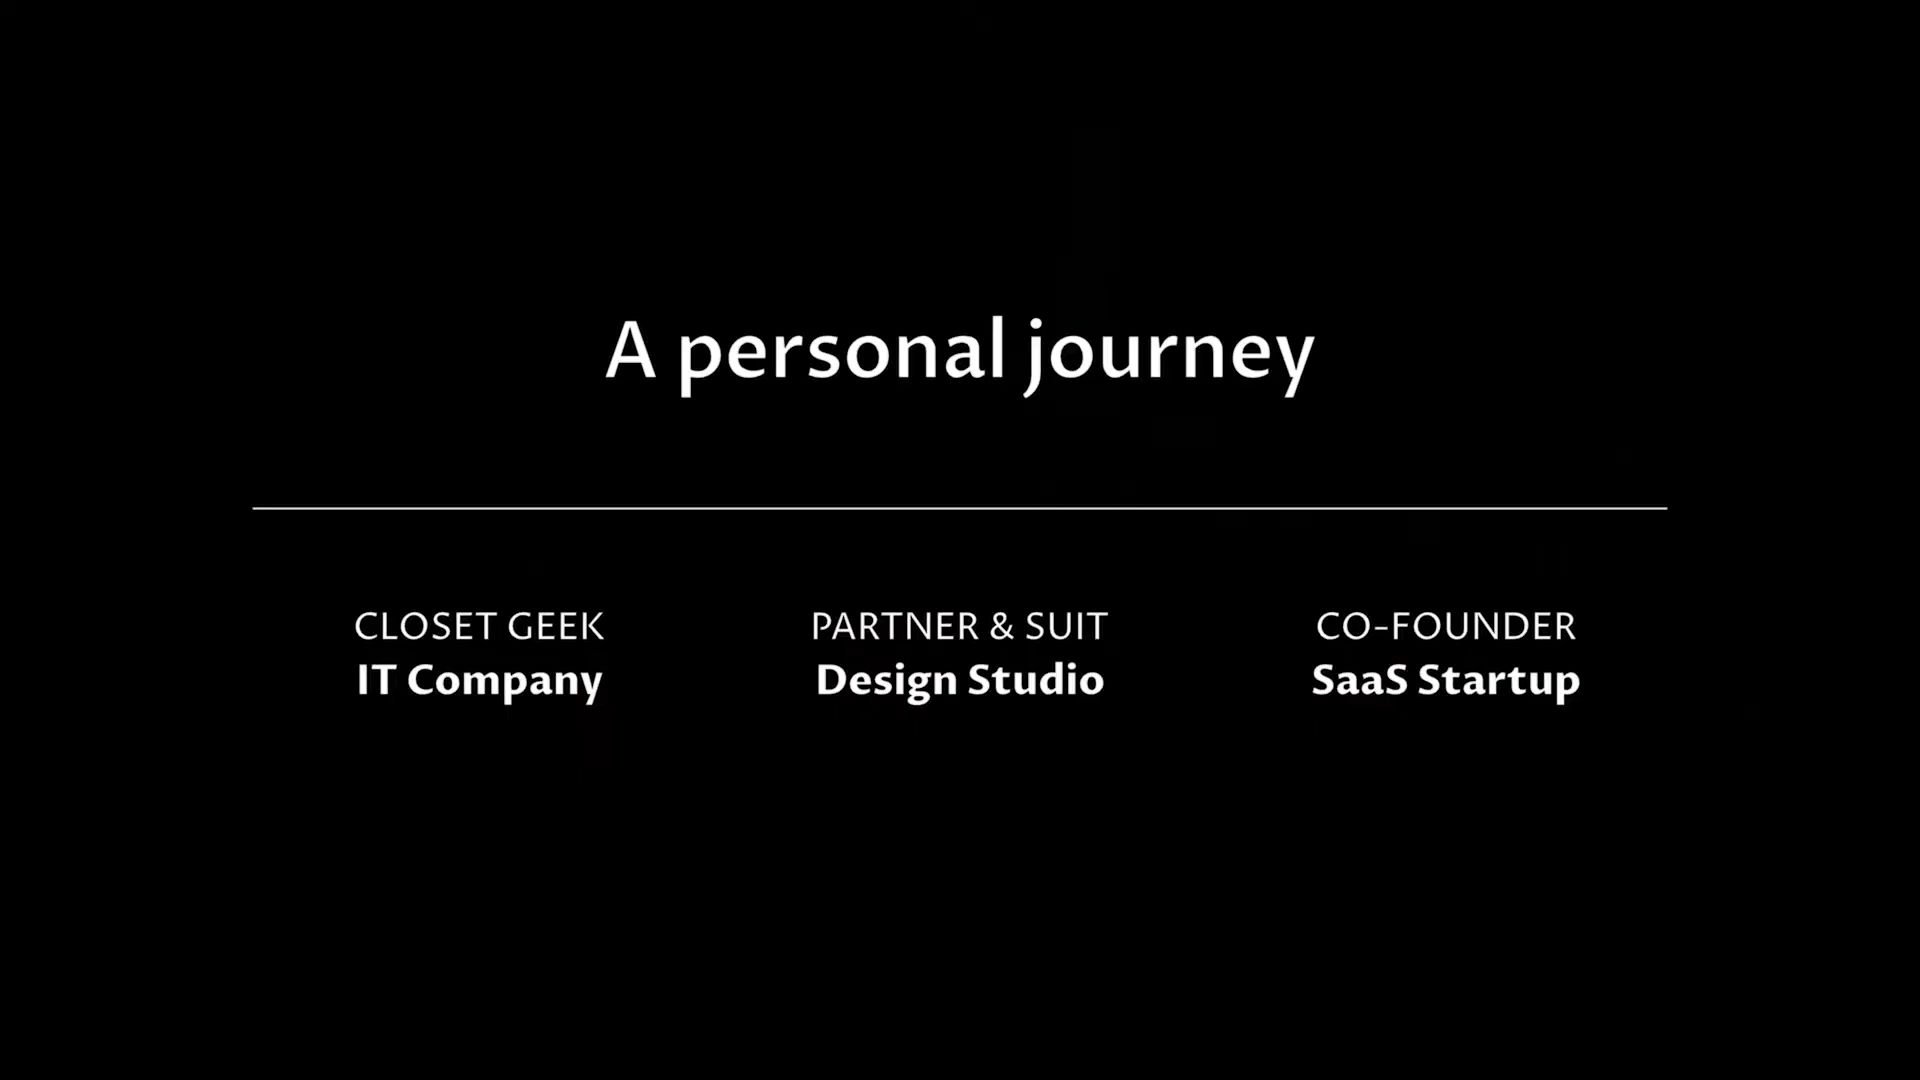 A personal journey
CLOSET GEEK
IT Company
PARTNER & SUIT
Design Studio
CO-FOUNDER
SaaS Startup